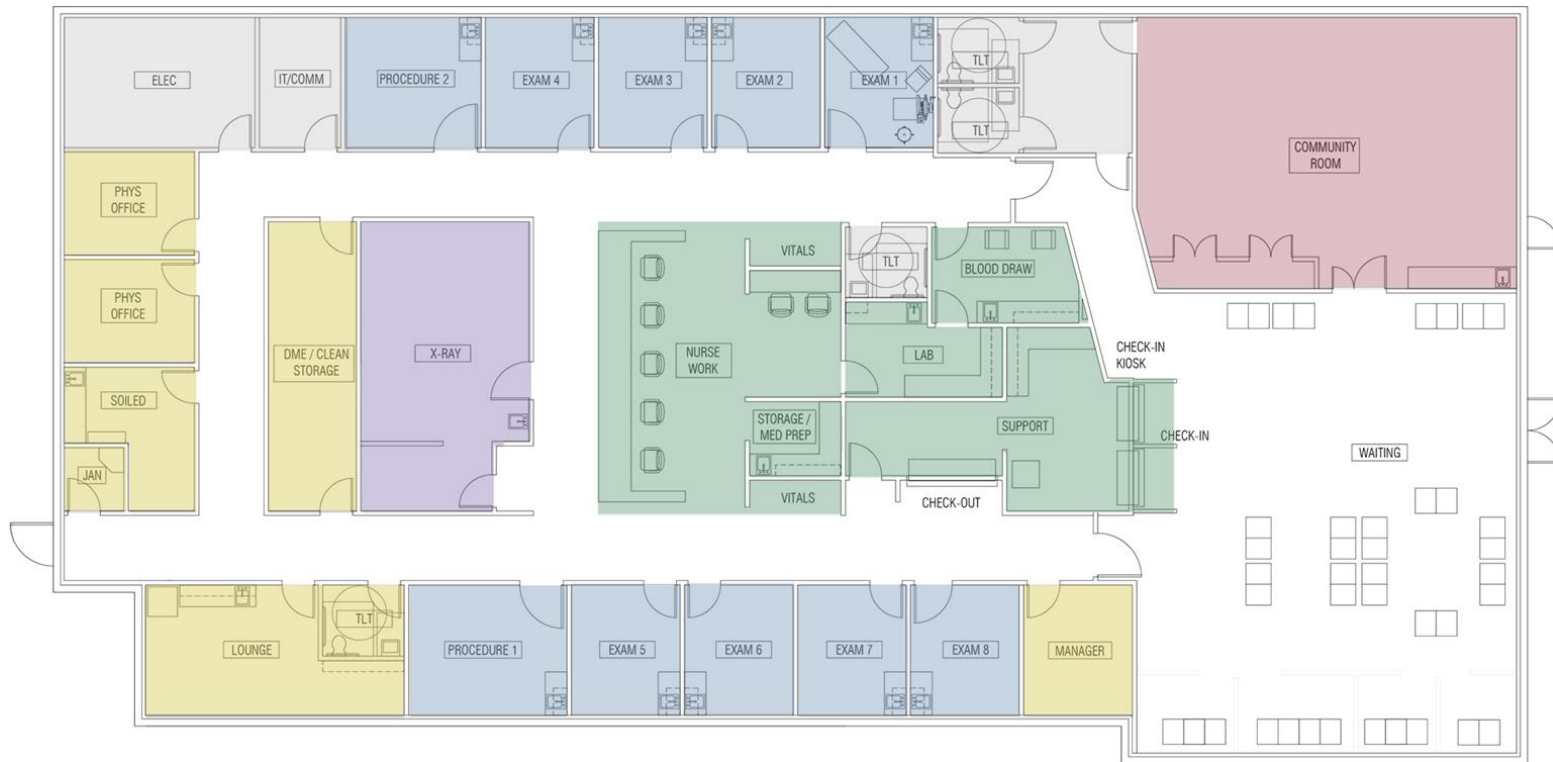 ELEC
IT/COMM
PROCEDURE 2
EXAM 4
EXAM 3
EXAM 2
EXAM 1
TLT
TLT
COMMUNITY
ROOM
PHYS
OFFICE
PHYS
OFFICE
SOILED
JAN
DME / CLEAN
STORAGE
X-RAY
NURSE
WORK
VITALS
STORAGE /
MED PREP
VITALS
TLT
BLOOD DRAW
LAB
SUPPORT
CHECK-IN
KIOSK
CHECK-IN
CHECK-OUT
WAITING
LOUNGE
TLT
PROCEDURE 1
EXAM 5
EXAM 6
EXAM 7
EXAM 8
MANAGER